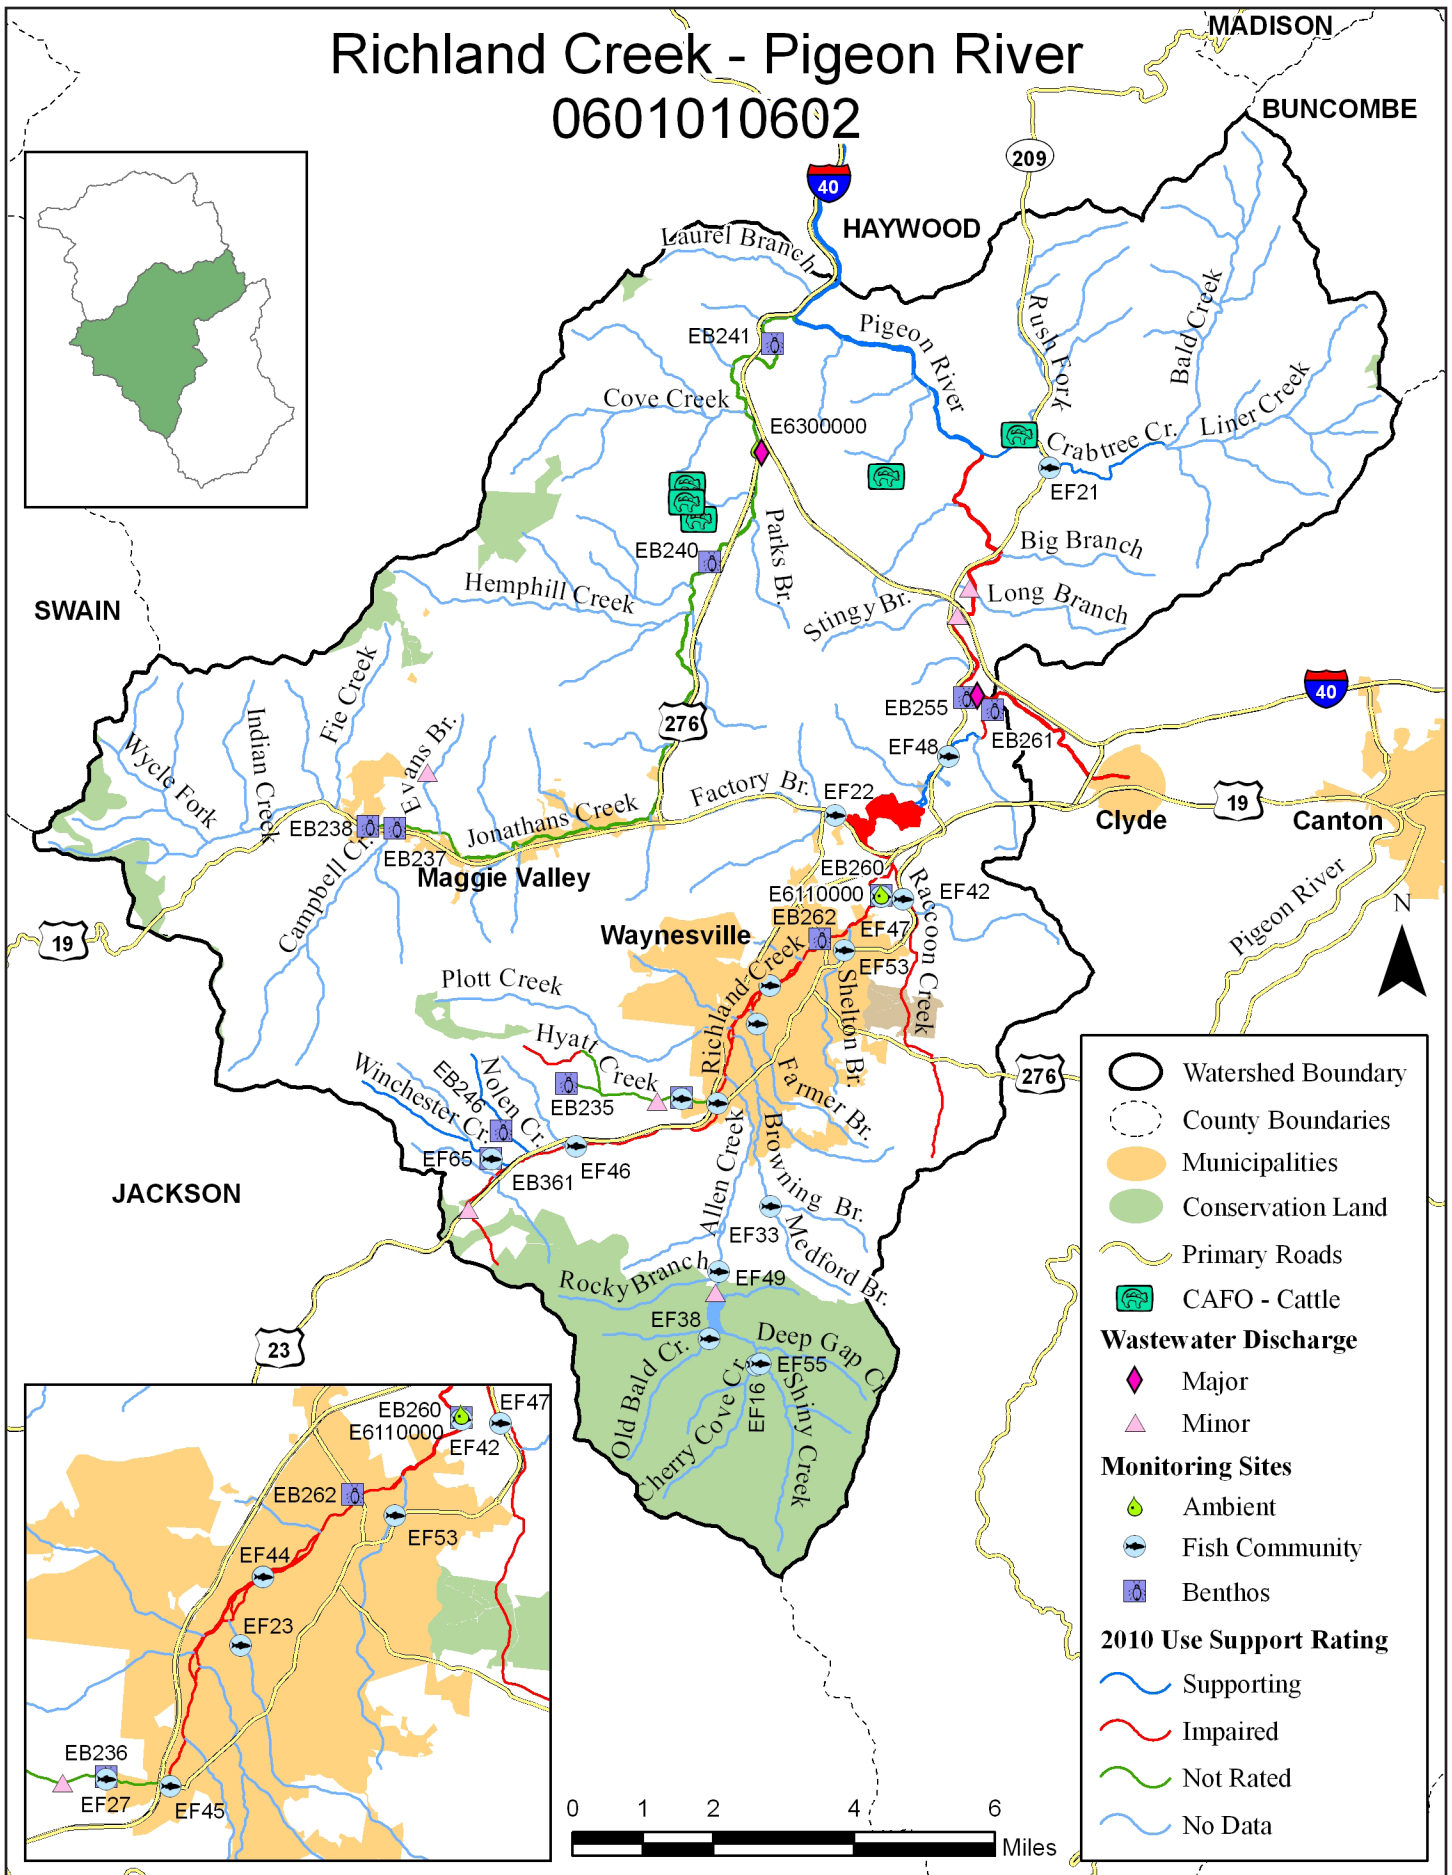 Richland Creek - Pigeon River
0601010602
MADISON
BUNCOMBE
209
40
HAYWOOD
Laurel Branch
EB241
Pigeon River
Rush Fork
Bald Creek
Cove Creek
E6300000
Crabtree Cr.
Liner Creek
EF21
Parks Br.
EB240
Big Branch
Hemphill Creek
Stingy Br.
Long Branch
SWAIN
Fie Creek
Indian Creek
Wycle Fork
Evans Br.
276
EB255
EB261
EF48
40
Factory Br.
EF22
19
Clyde
Canton
EB238
EB237
Jonathans Creek
Maggie Valley
Campbell Cr.
EB260
E6110000
EF42
EB262
EF47
EF53
Raccoon Creek
Pigeon River
N
19
Waynesville
Richland Creek
Shelton Br.
Plott Creek
Hyatt Creek
Winchester Cr.
EB246
Nolen Cr.
EB235
Farmer Br.
276
EF65
EB361
EF46
Allen Creek
Browning Br.
JACKSON
EF33
Medford Br.
Rocky Branch
EF49
EF38
Deep Gap Cr
EF55
Old Bald Cr.
Cherry Cove Cr.
EF16
Shiny Creek
23
EB260
E6110000
EF47
EF42
EB262
EF53
EF44
EF23
EB236
EF27
EF45
Watershed Boundary
County Boundaries
Municipalities
Conservation Land
Primary Roads
CAFO - Cattle
Wastewater Discharge
Major
Minor
Monitoring Sites
Ambient
Fish Community
Benthos
2010 Use Support Rating
Supporting
Impaired
Not Rated
No Data
0 1 2 4 6
Miles